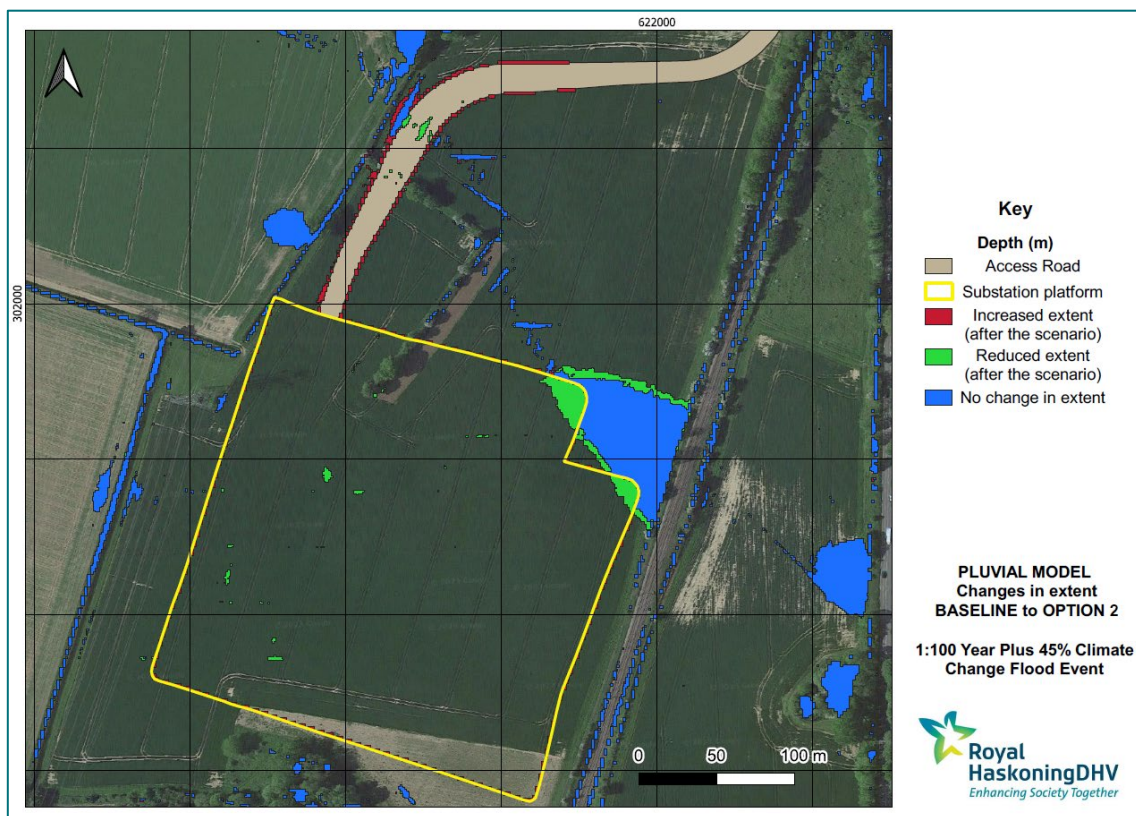 622000
302000
Key
Depth (m)
Access Road
Substation platform
Increased extent
(after the scenario)
Reduced extent
(after the scenario)
No change in extent
PLUVIAL MODEL
Changes in extent
BASELINE to OPTION 2
1:100 Year Plus 45% Climate
Change Flood Event
0 50 100 m
Royal
HaskoningDHV
Enhancing Society Together